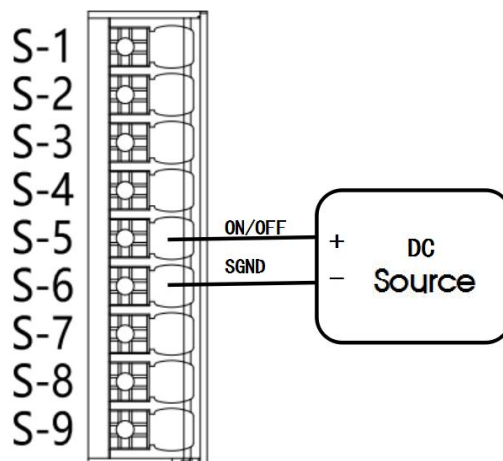 S-1
S-2
S-3
S-4
S-5
ON/OFF
+
DC
S-6
SGND
−
Source
S-7
S-8
S-9